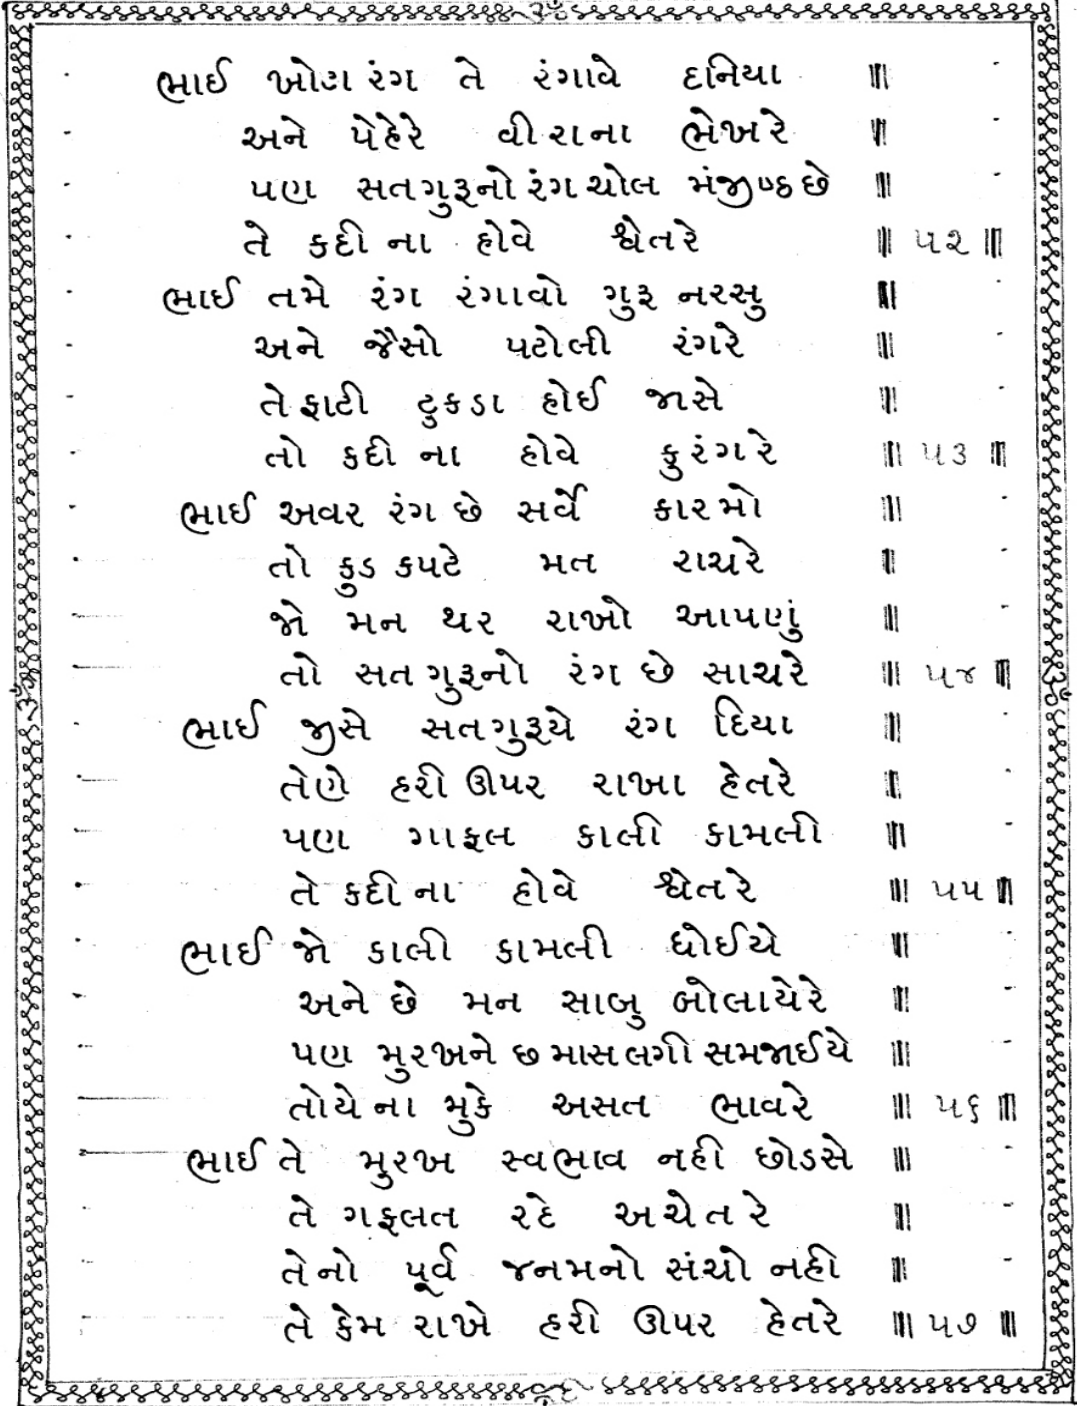 ભાઈ ખોણ રંગ તે રંગાવે દનિયા ॥
અને પેહેરે વીરાના ભેખરે ॥
પણ સતગુરૂનો રંગ ચોલ મંજીષ્ઠ છે ॥
તે કદી ના હોવે શ્વેતરે ॥ ૫૨ ॥
ભાઈ તમે રંગ રંગાવો ગુરૂ નરસુ ॥
અને જૈસો પટોલી રંગરે ॥
તે ફાટી ટુકડા હોઈ જાસે ॥
તો કદી ના હોવે કુરંગરે ॥ ૫૩ ॥
ભાઈ અવર રંગ છે સર્વે કારમો ॥
તો કુડ કપટે મત રાચરે ॥
જો મન થર રાખો આપણું ॥
તો સતગુરૂનો રંગ છે સાચરે ॥ ૫૪ ॥
ભાઈ જીસે સતગુરૂયે રંગ દિયા ॥
તેણે હરી ઊપર રાખા હેતરે ॥
પણ ગાફલ કાલી કામલી ॥
તે કદી ના હોવે શ્વેતરે ॥ ૫૫ ॥
ભાઈ જો કાલી કામલી ધોઈયે ॥
અને છે મન સાબુ બોલાયેરે ॥
પણ મુરખને છ માસ લગી સમજાઈયે ॥
તોયે ના મુકે અસત ભાવરે ॥ ૫૬ ॥
ભાઈ તે મુરખ સ્વભાવ નહી છોડસે ॥
તે ગફલત રદે અચેતરે ॥
તેનો પૂર્વ જનમનો સંચો નહી ॥
તે કેમ રાખે હરી ઊપર હેતરે ॥ ૫૭ ॥